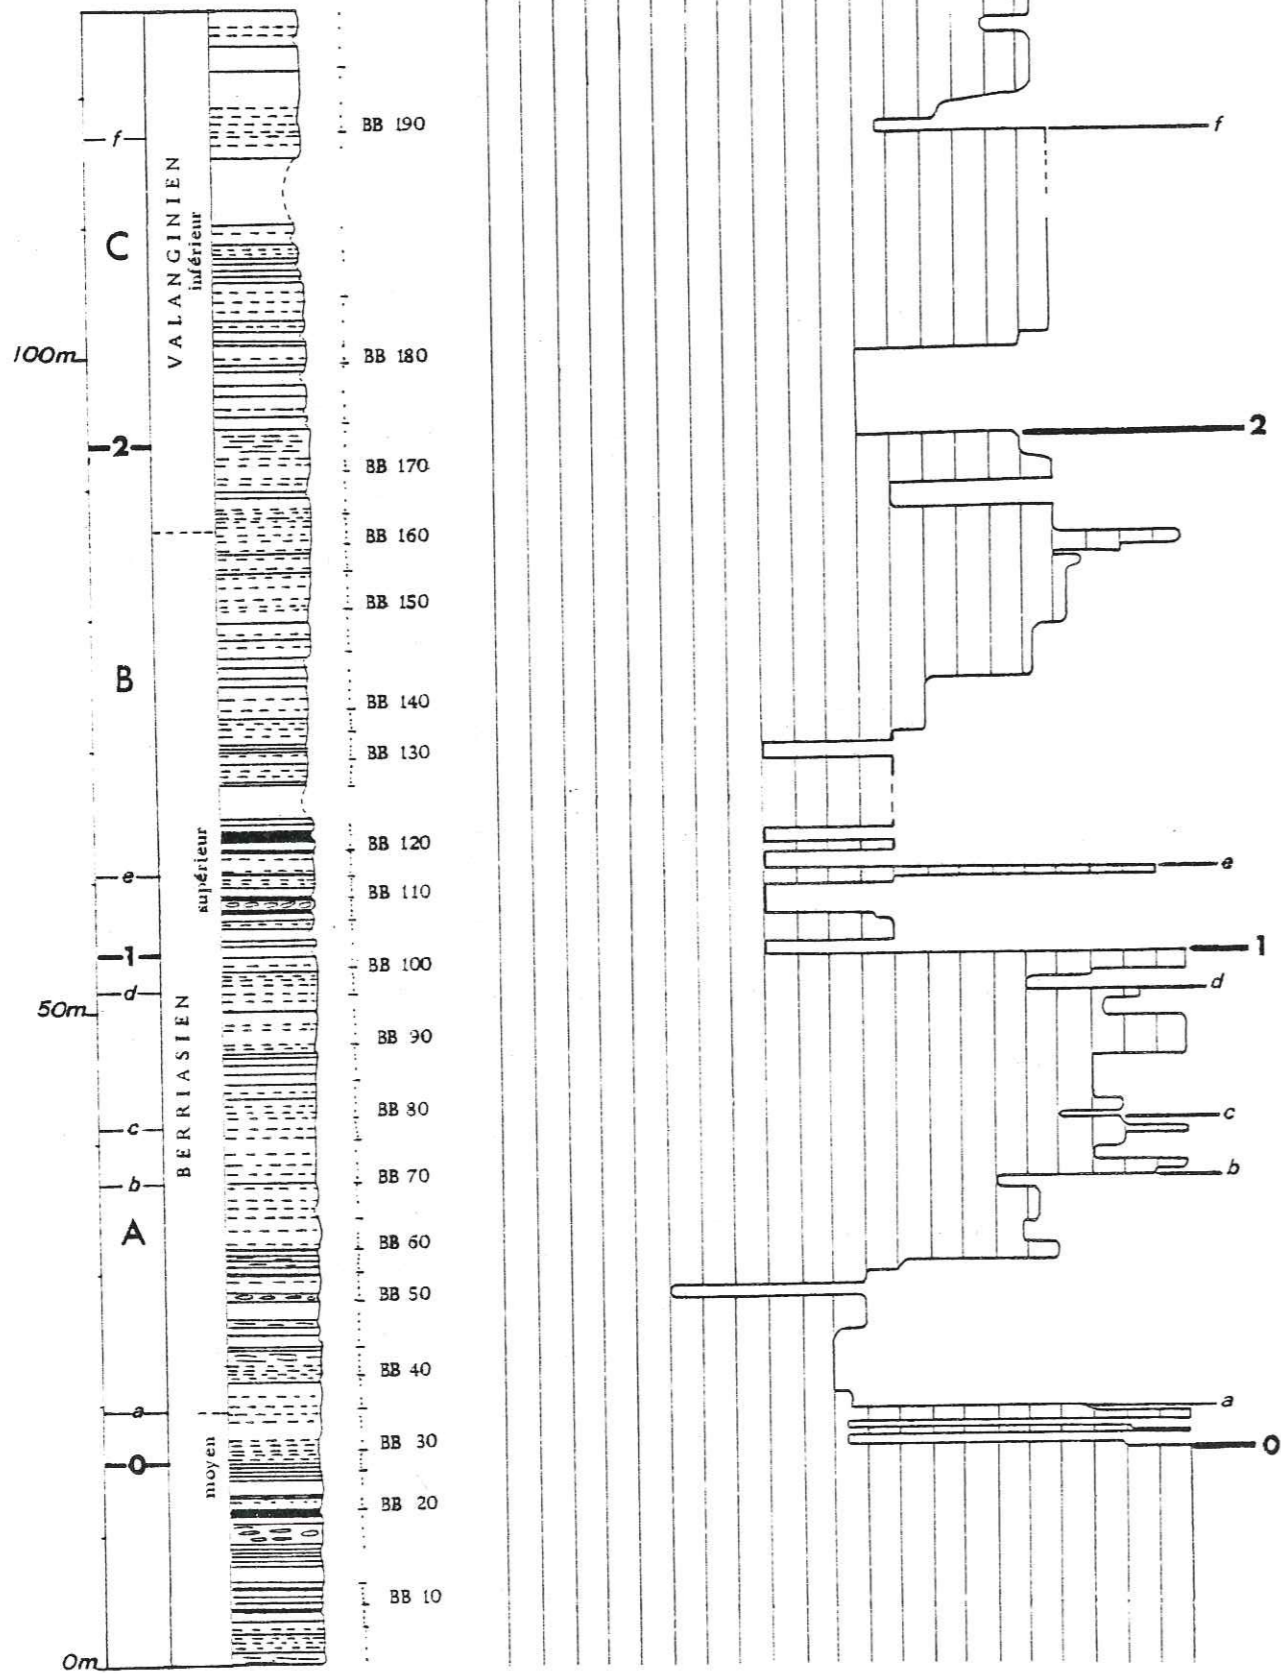 f
BB 190
f
VALANGINIEN
inférieur
C
100m
BB 180
2
2
BB 170
BB 160
BB 150
B
BB 140
BB 130
supérieur
BB 120
e
e
BB 110
1
1
BB 100
d
d
50m
BERRIASIEN
BB 90
BB 80
c
c
BB 70
b
b
A
BB 60
BB 50
BB 40
a
a
moyen
BB 30
0
0
BB 20
BB 10
0m